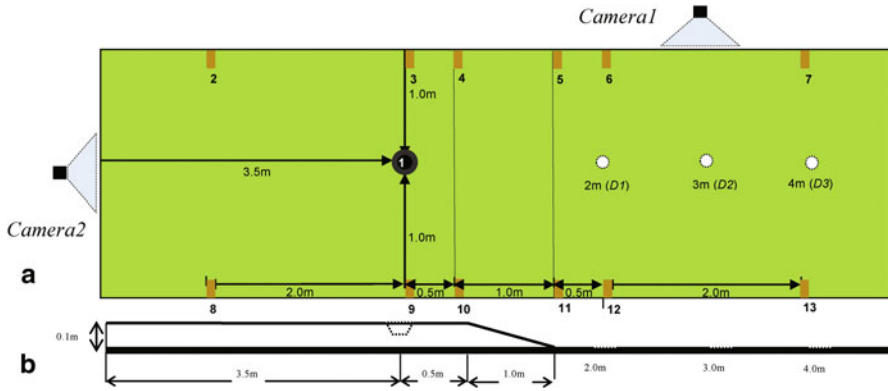 Camera1
2 3 4 5 6 7
1.0m
1
3.5m
2m (D1) 3m (D2) 4m (D3)
Camera2
1.0m
a
2.0m 0.5m 1.0m 0.5m 2.0m
8 9 10 11 12 13
0.1m
b
2.0m 3.0m 4.0m
3.5m 0.5m 1.0m